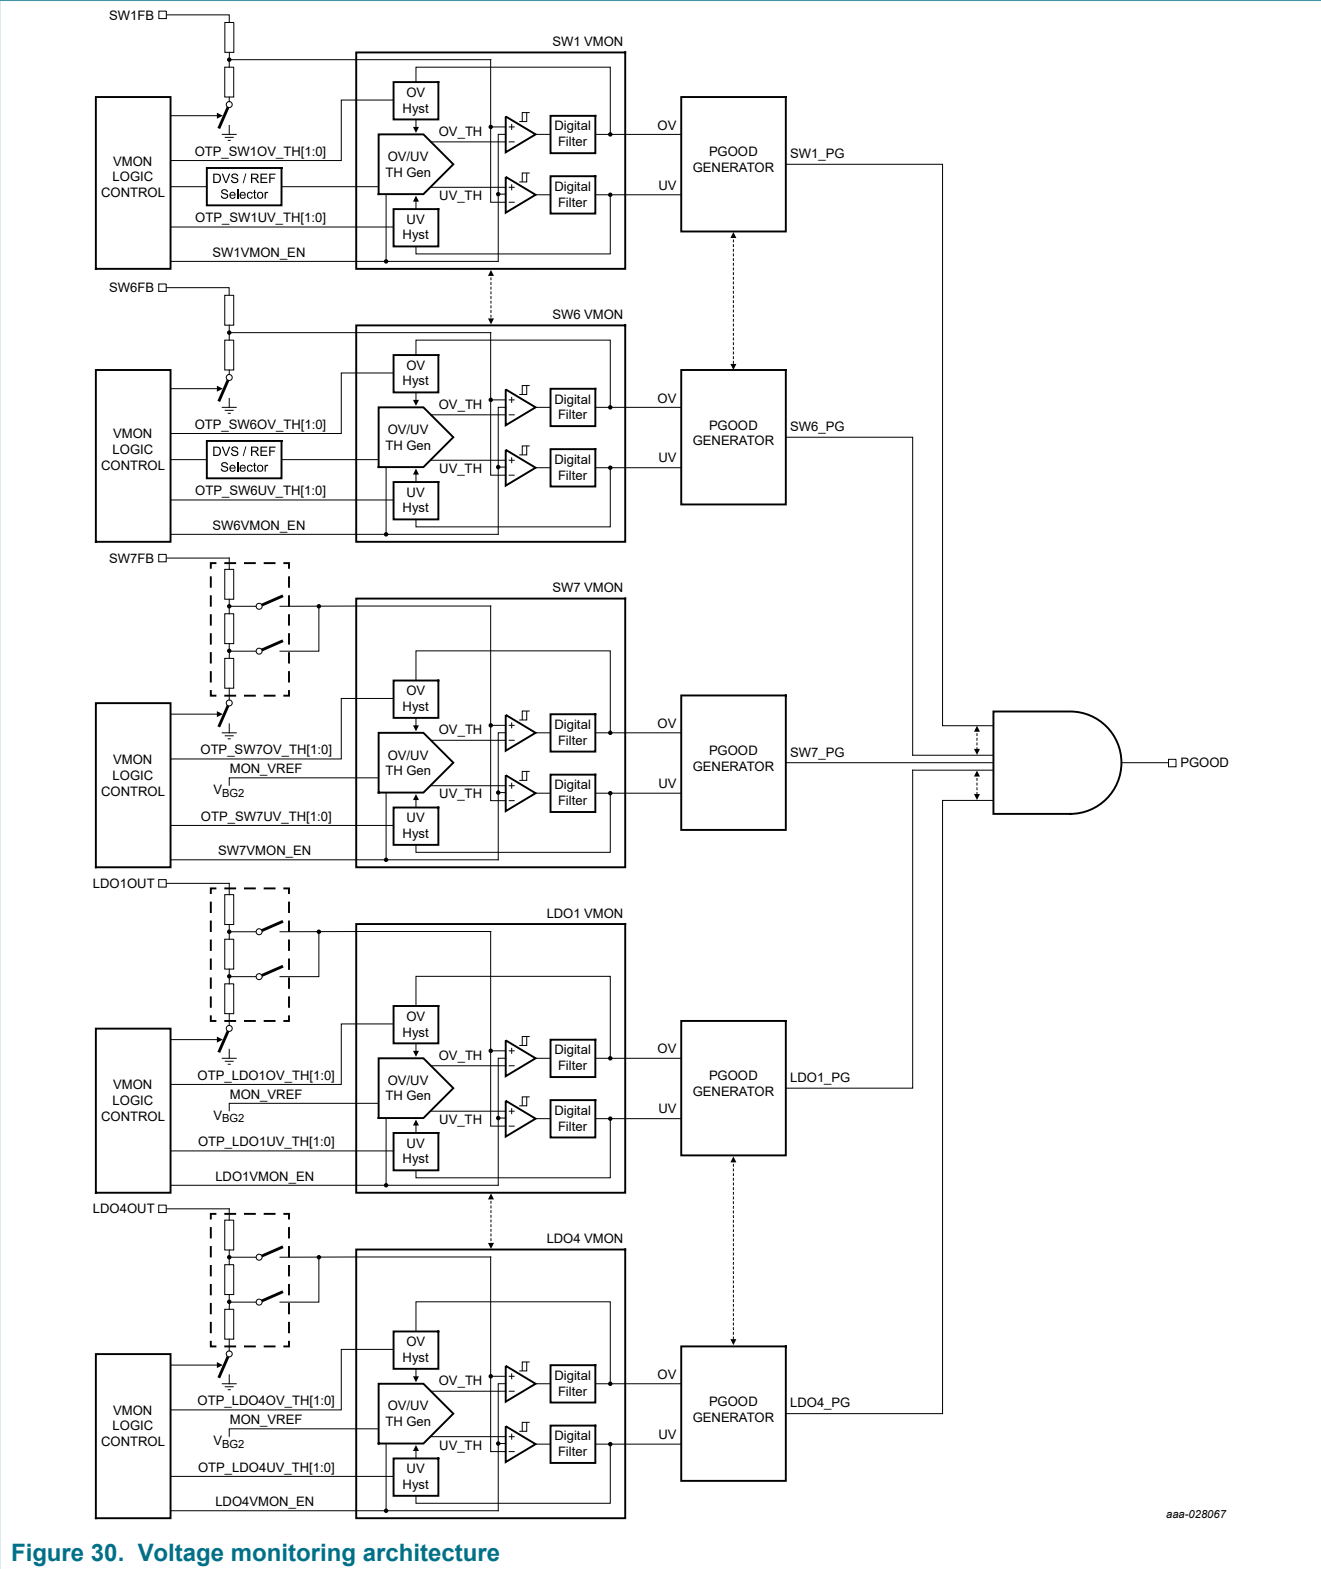 SW1FB
SW1 VMON
OV
Hyst
OV_TH
+
−
Digital
Filter
OV
VMON
LOGIC
CONTROL
OTP_SW1OV_TH[1:0]
DVS / REF
Selector
OV/UV
TH Gen
PGOOD
GENERATOR
SW1_PG
UV_TH
+
−
Digital
Filter
UV
OTP_SW1UV_TH[1:0]
UV
Hyst
SW1VMON_EN
SW6FB
SW6 VMON
OV
Hyst
OV_TH
+
−
Digital
Filter
OV
VMON
LOGIC
CONTROL
OTP_SW6OV_TH[1:0]
DVS / REF
Selector
OV/UV
TH Gen
PGOOD
GENERATOR
SW6_PG
UV_TH
+
−
Digital
Filter
UV
OTP_SW6UV_TH[1:0]
UV
Hyst
SW6VMON_EN
SW7FB
SW7 VMON
OV
Hyst
OV_TH
+
−
Digital
Filter
OV
VMON
LOGIC
CONTROL
OTP_SW7OV_TH[1:0]
MON_VREF
VBG2
OV/UV
TH Gen
PGOOD
GENERATOR
SW7_PG
PGOOD
UV_TH
+
−
Digital
Filter
UV
OTP_SW7UV_TH[1:0]
UV
Hyst
SW7VMON_EN
LDO1OUT
LDO1 VMON
OV
Hyst
OV_TH
+
−
Digital
Filter
OV
VMON
LOGIC
CONTROL
OTP_LDO1OV_TH[1:0]
MON_VREF
VBG2
OV/UV
TH Gen
PGOOD
GENERATOR
LDO1_PG
UV_TH
+
−
Digital
Filter
UV
OTP_LDO1UV_TH[1:0]
UV
Hyst
LDO1VMON_EN
LDO4OUT
LDO4 VMON
OV
Hyst
OV_TH
+
−
Digital
Filter
OV
VMON
LOGIC
CONTROL
OTP_LDO4OV_TH[1:0]
MON_VREF
VBG2
OV/UV
TH Gen
PGOOD
GENERATOR
LDO4_PG
UV_TH
+
−
Digital
Filter
UV
OTP_LDO4UV_TH[1:0]
UV
Hyst
LDO4VMON_EN
aaa-028067
Figure 30. Voltage monitoring architecture